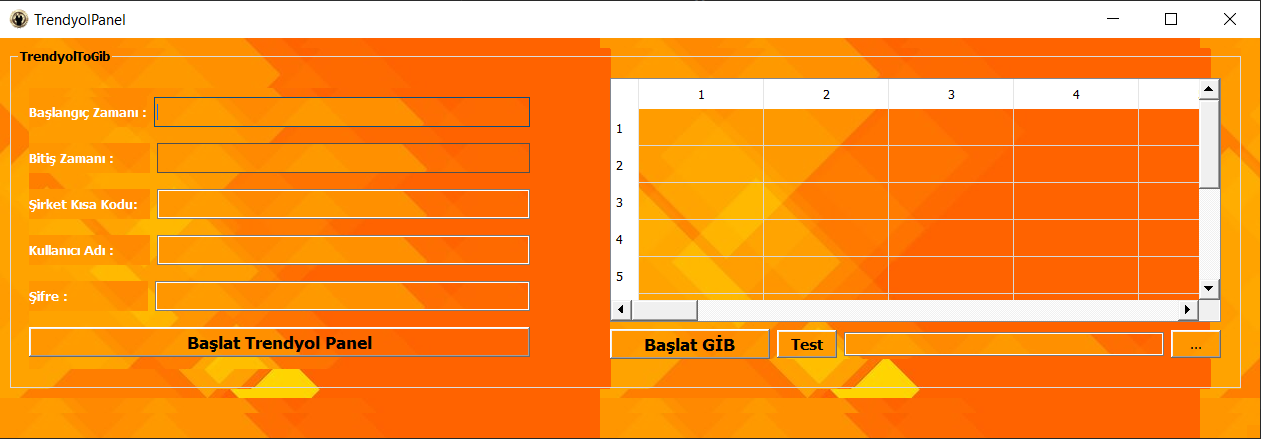 TrendyolPanel
TrendyolToGib
Başlangıç Zamanı :
Bitiş Zamanı :
Şirket Kısa Kodu:
Kullanıcı Adı :
Şifre :
Başlat Trendyol Panel
1 2 3 4
1
2
3
4
5
Başlat GİB Test ...